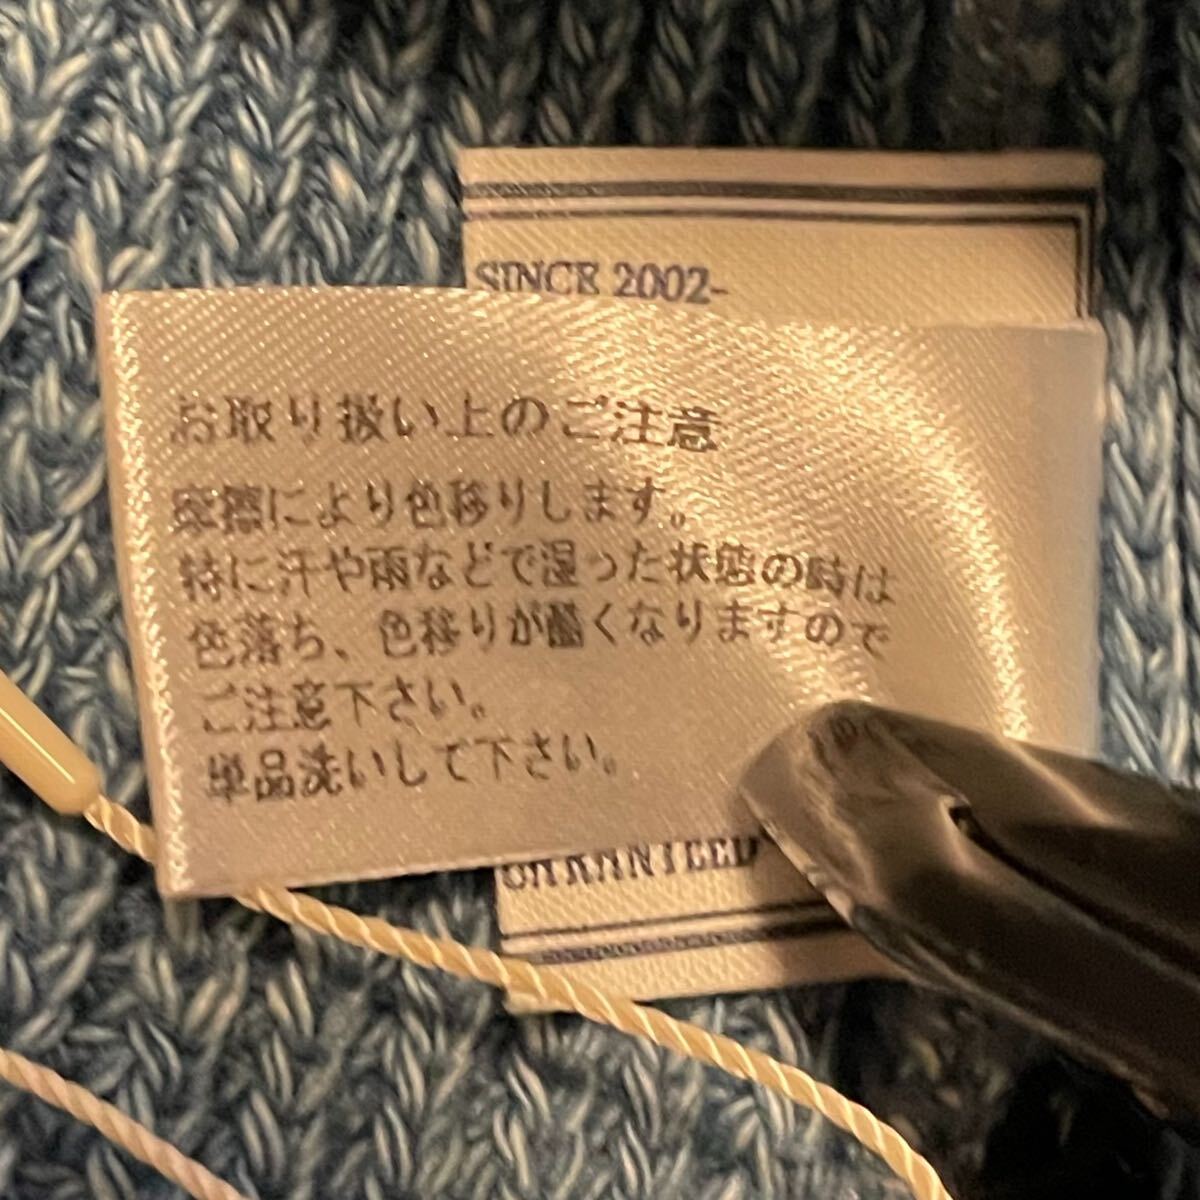 SINCE 2002-
お取り扱い上のご注意
摩擦により色移りします。
特に汗や雨などで湿った状態の時は
色落ち、色移りが酷くなりますので
ご注意下さい。
単品洗いして下さい。
GUARANTEED